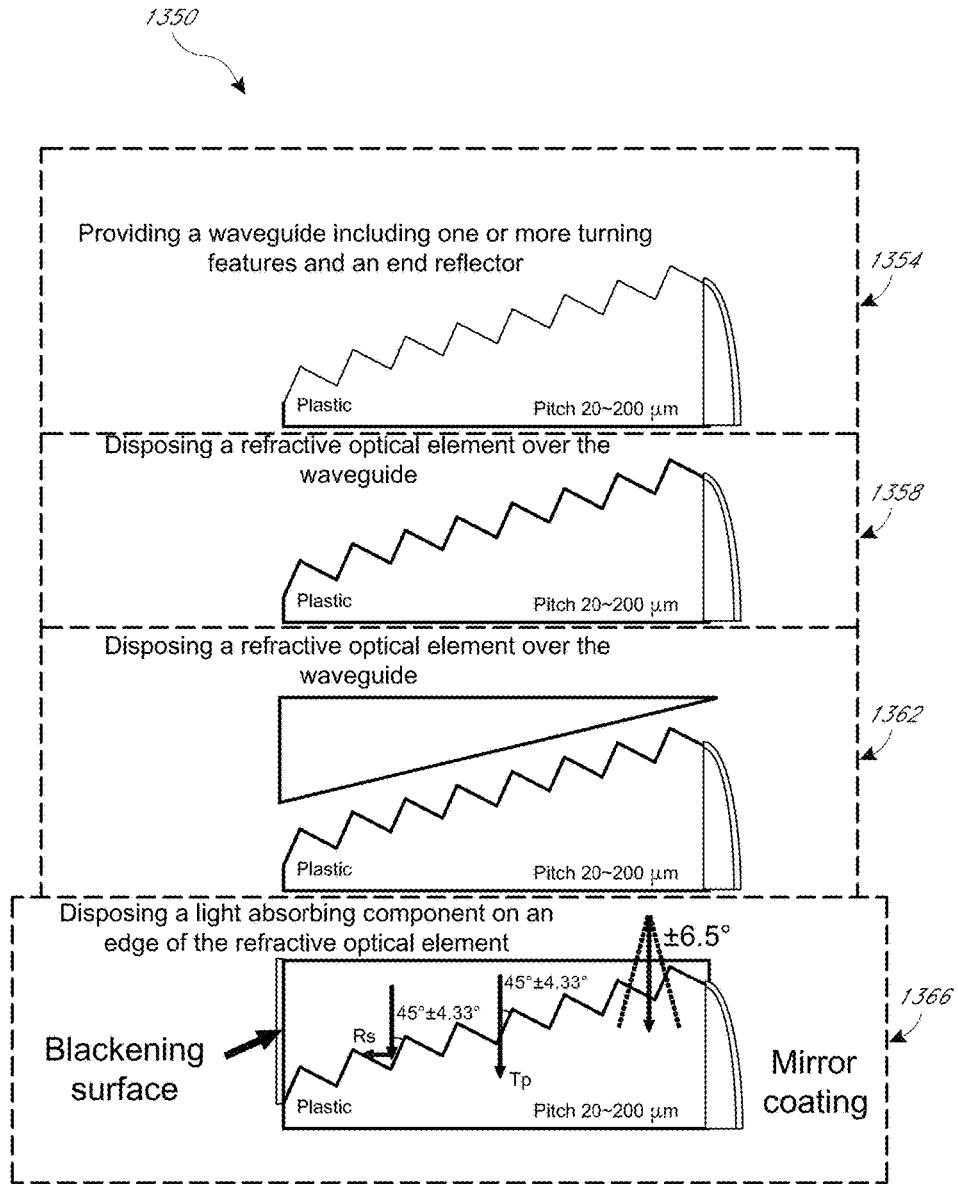 1350
Providing a waveguide including one or more turning
features and an end reflector
1354
Plastic
Pitch 20~200 µm
Disposing a refractive optical element over the
waveguide
1358
Plastic
Pitch 20~200 µm
Disposing a refractive optical element over the
waveguide
1362
Plastic
Pitch 20~200 µm
Disposing a light absorbing component on an
edge of the refractive optical element
±6.5°
45°±4.33°
45°±4.33°
1366
Rs
Blackening
surface
Tp
Mirror
coating
Plastic
Pitch 20~200 µm